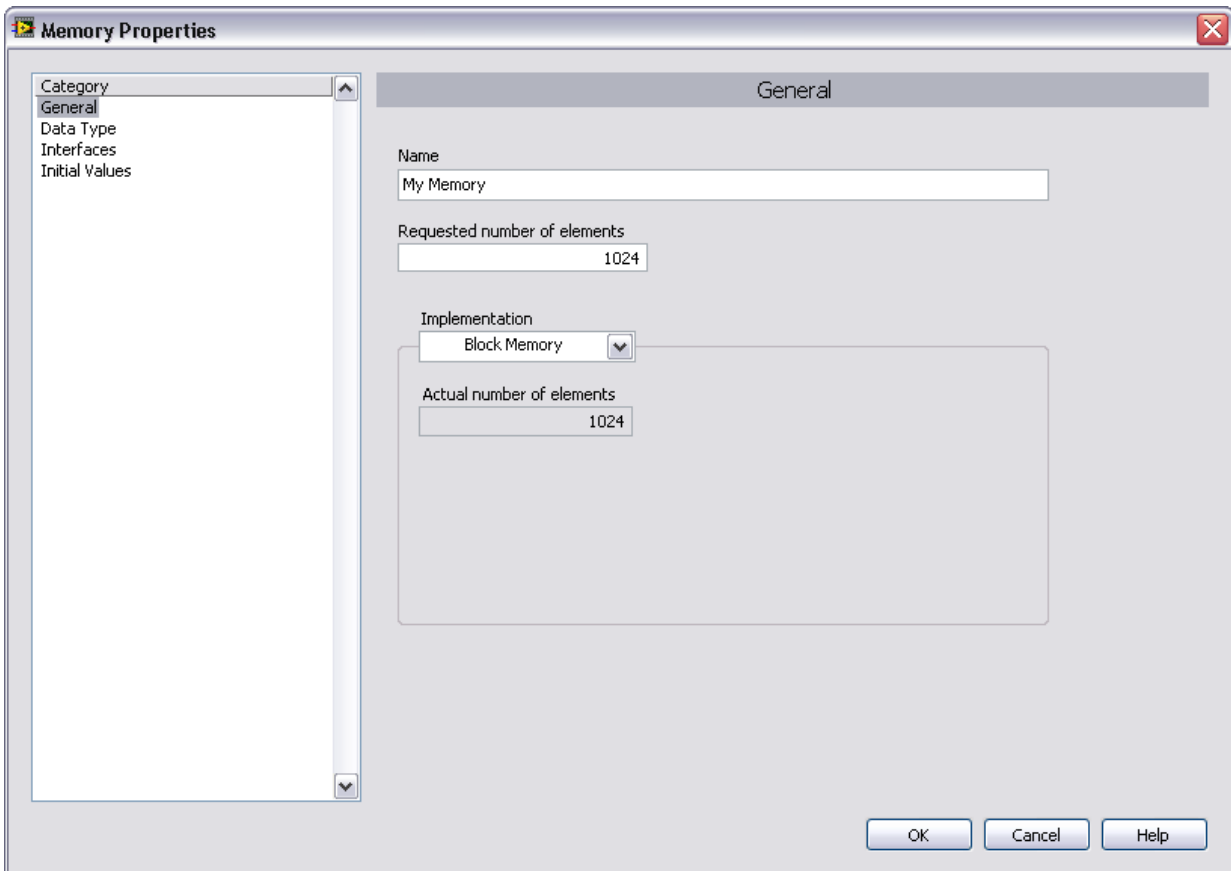 Memory Properties
Category
General
Data Type
Interfaces
Initial Values
General
Name
My Memory
Requested number of elements
1024
Implementation
Block Memory
Actual number of elements
1024
OK
Cancel
Help